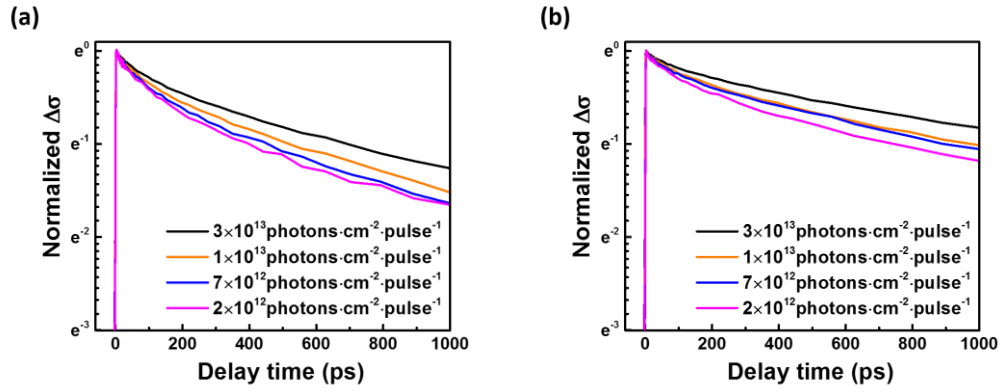 (a)
e⁰
e⁻¹
e⁻²
e⁻³
Normalized Δσ
3×10¹³photons·cm⁻²·pulse⁻¹
1×10¹³photons·cm⁻²·pulse⁻¹
7×10¹²photons·cm⁻²·pulse⁻¹
2×10¹²photons·cm⁻²·pulse⁻¹
0 200 400 600 800 1000
Delay time (ps)
(b)
e⁰
e⁻¹
e⁻²
e⁻³
Normalized Δσ
3×10¹³photons·cm⁻²·pulse⁻¹
1×10¹³photons·cm⁻²·pulse⁻¹
7×10¹²photons·cm⁻²·pulse⁻¹
2×10¹²photons·cm⁻²·pulse⁻¹
0 200 400 600 800 1000
Delay time (ps)